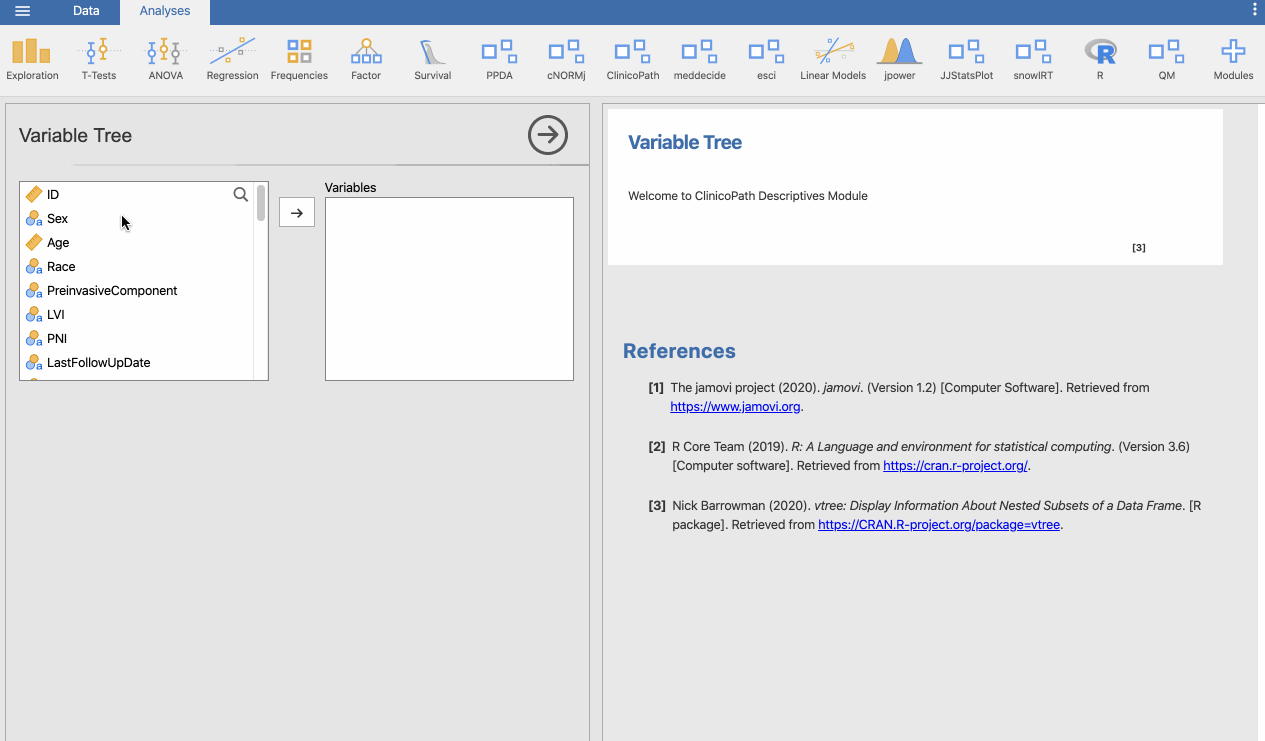 Data Analyses
Exploration T-Tests ANOVA Regression Frequencies Factor Survival PPDA cNORMj ClinicoPath meddecide esci Linear Models jpower JJStatsPlot snowIRT R QM Modules
Variable Tree
ID
Sex
Age
Race
PreinvasiveComponent
LVI
PNI
LastFollowUpDate
Variables
Variable Tree
Welcome to ClinicoPath Descriptives Module
[3]
References
[1] The jamovi project (2020). jamovi. (Version 1.2) [Computer Software]. Retrieved from
https://www.jamovi.org.
[2] R Core Team (2019). R: A Language and environment for statistical computing. (Version 3.6)
[Computer software]. Retrieved from https://cran.r-project.org/.
[3] Nick Barrowman (2020). vtree: Display Information About Nested Subsets of a Data Frame. [R
package]. Retrieved from https://CRAN.R-project.org/package=vtree.